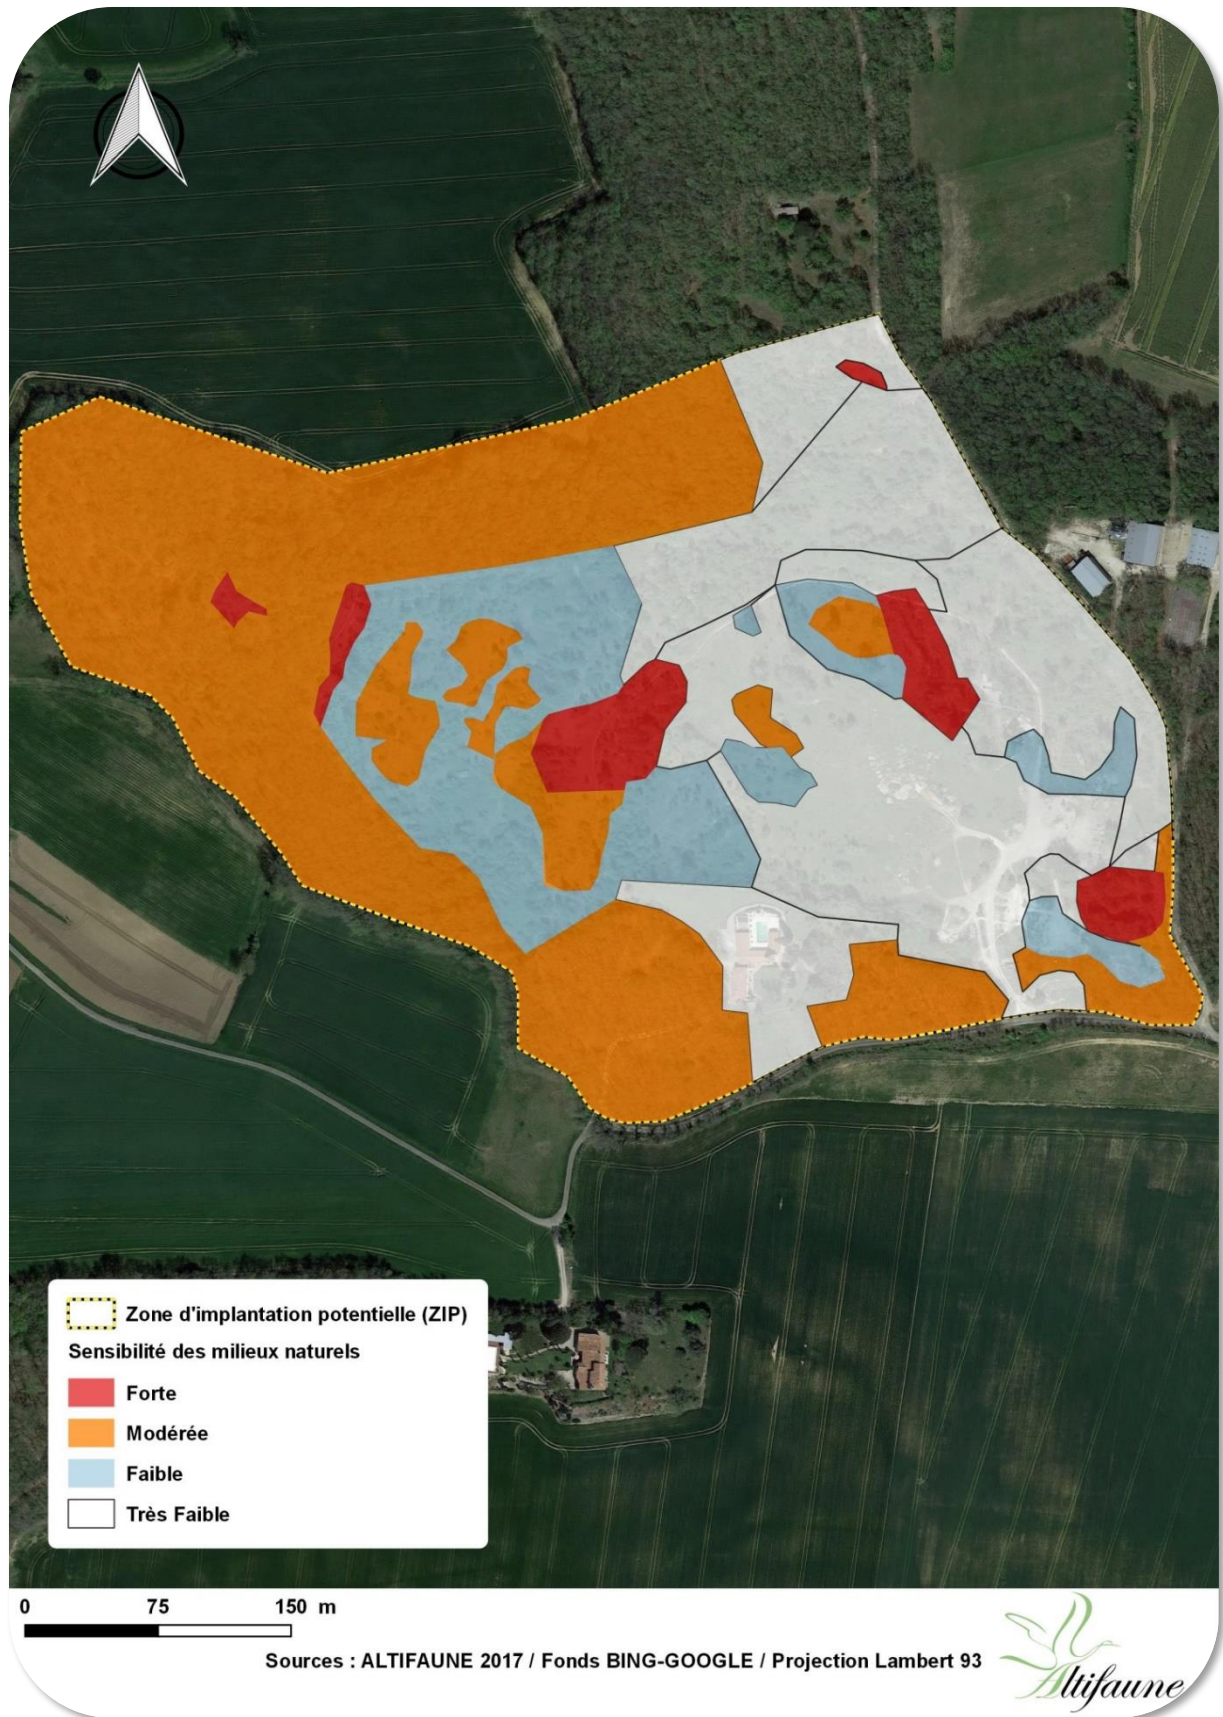 Zone d'implantation potentielle (ZIP)
Sensibilité des milieux naturels
Forte
Modérée
Faible
Très Faible
0 75 150 m
Sources : ALTIFAUNE 2017 / Fonds BING-GOOGLE / Projection Lambert 93
Altifaune